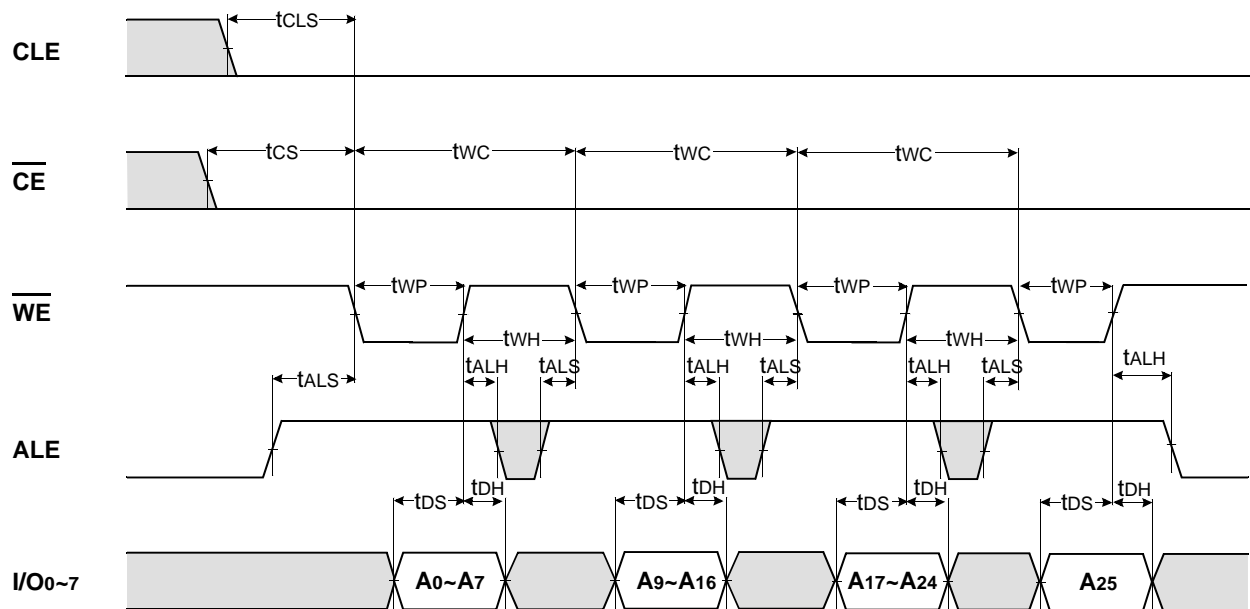 tCLS
CLE
tCS tWC tWC tWC
CE
tWP tWP tWP tWP
WE
tWH tWH tWH
tALS tALH tALS tALH tALS tALH tALS tALH
ALE
tDS tDH tDS tDH tDS tDH tDS tDH
I/O0~7 A0~A7 A9~A16 A17~A24 A25